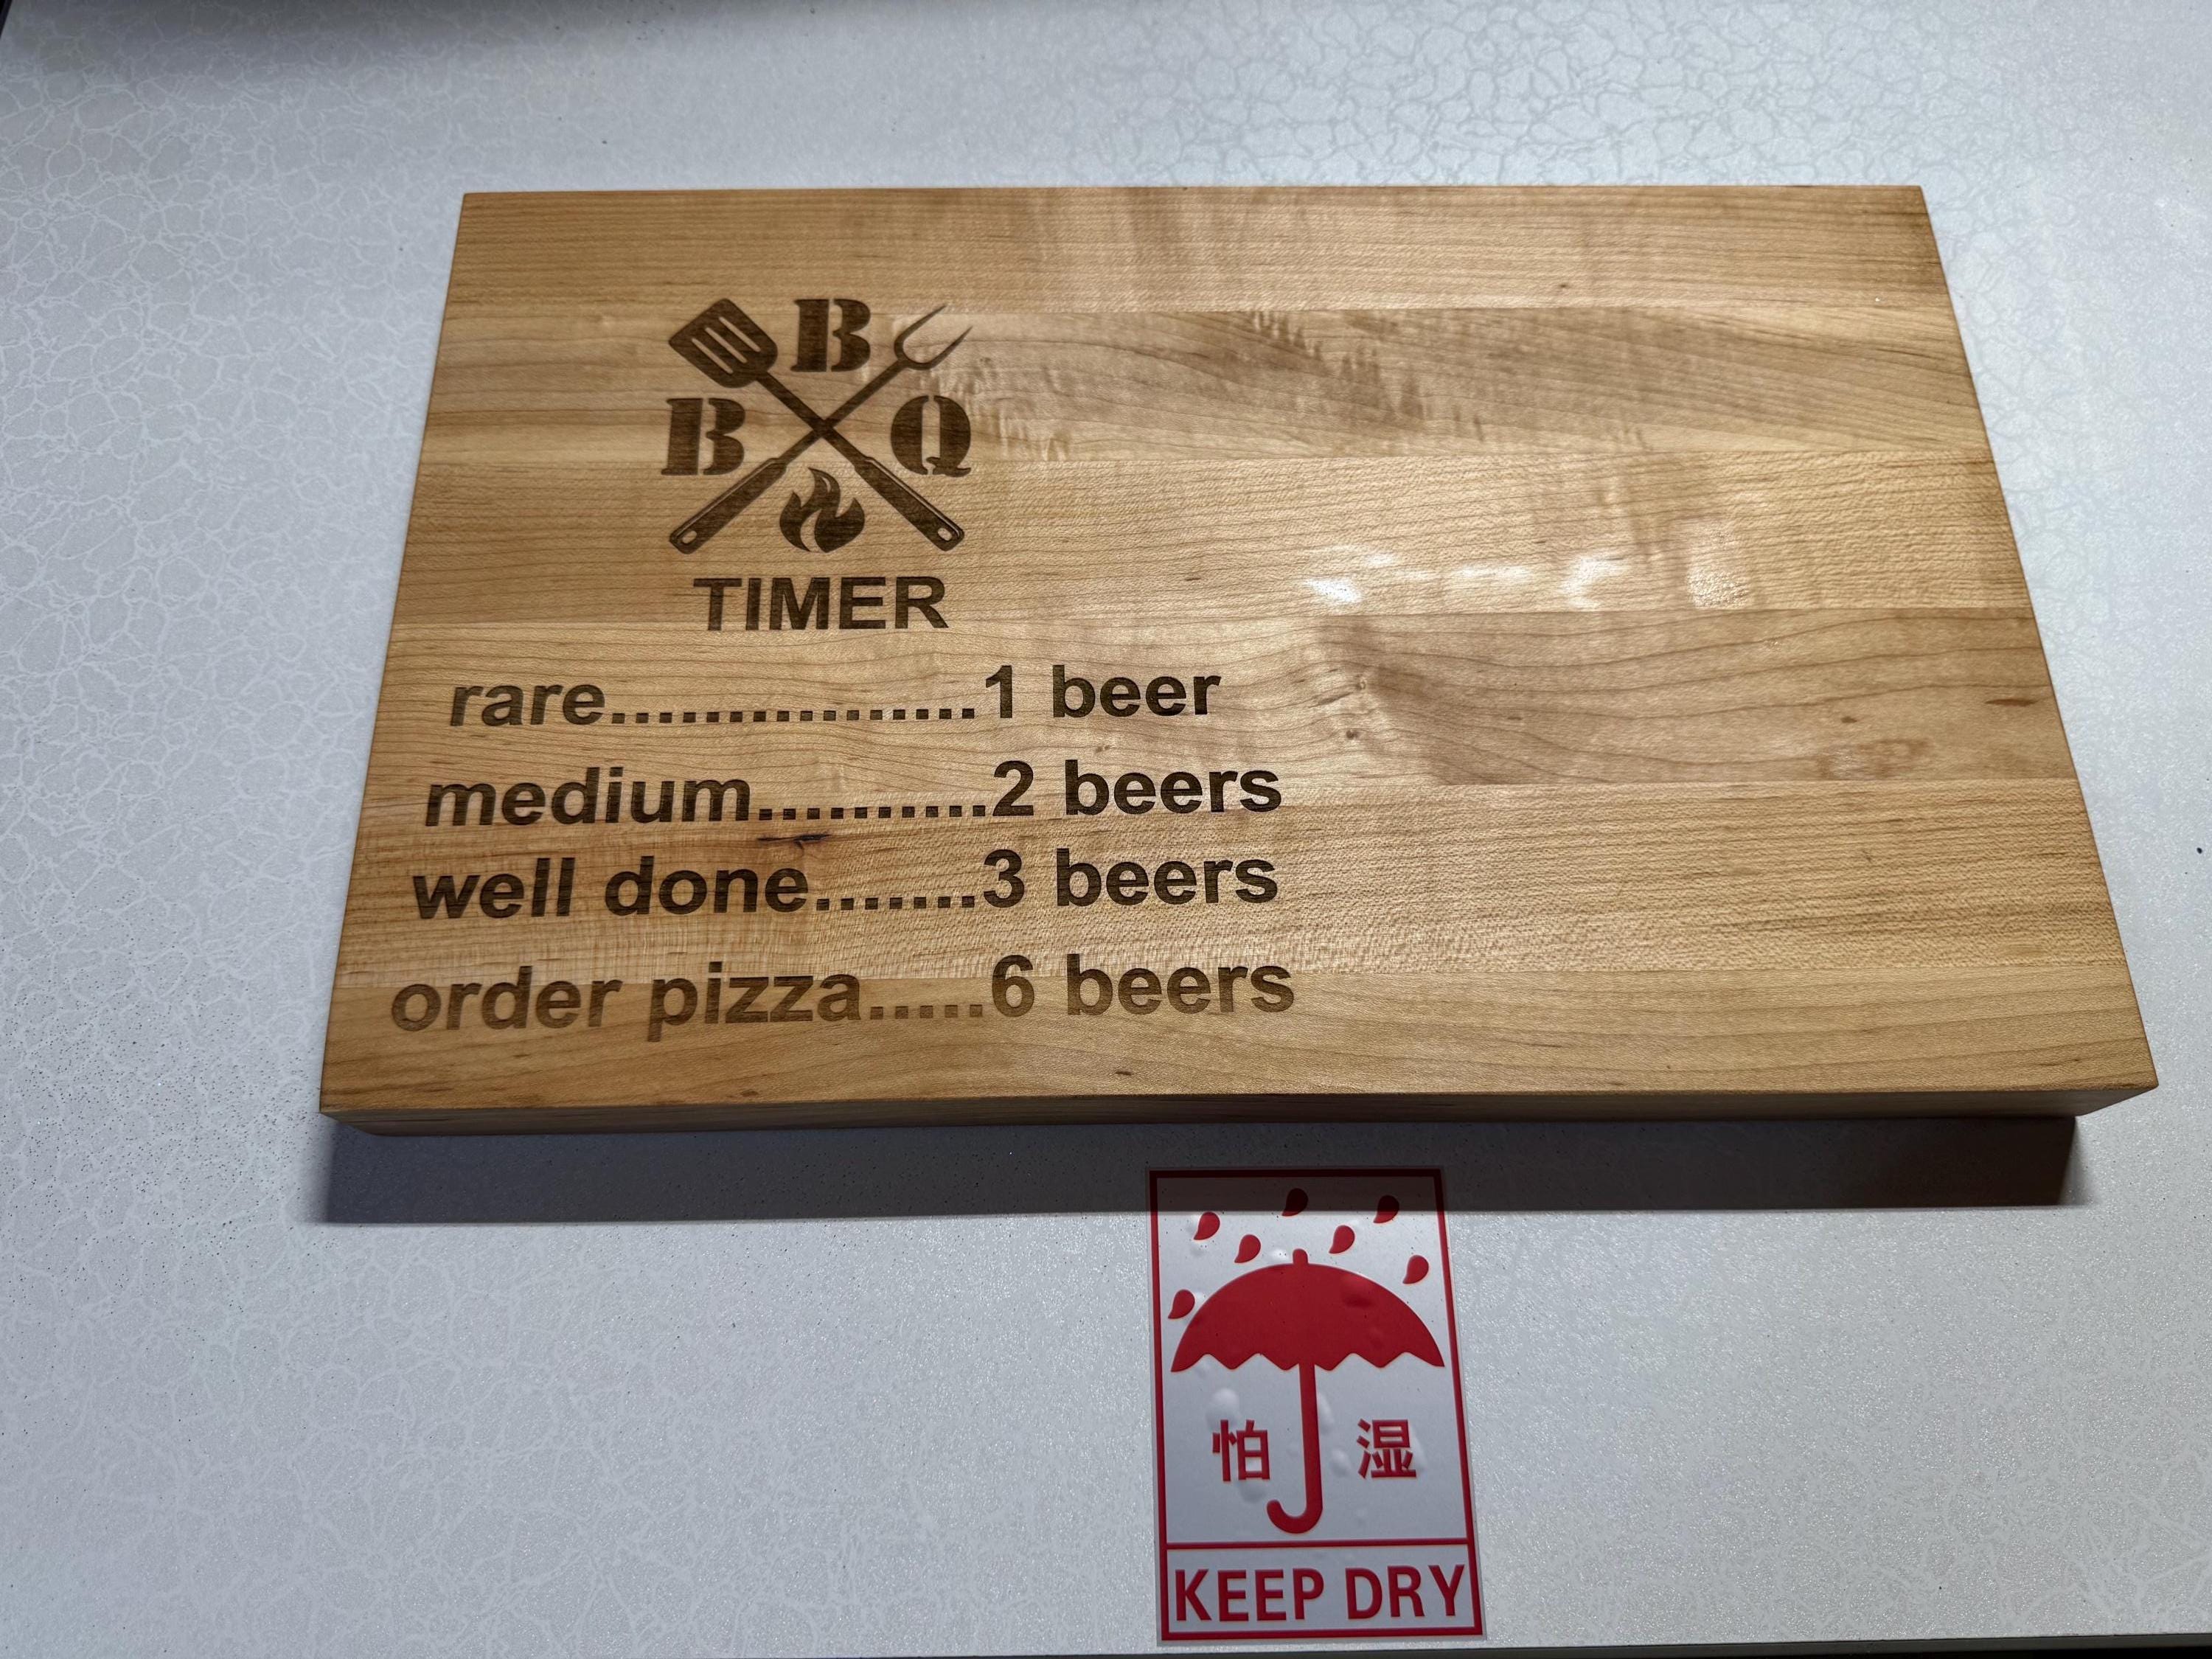 B
B Q
TIMER
rare................1 beer
medium..........2 beers
well done.......3 beers
order pizza.....6 beers
怕 湿
KEEP DRY